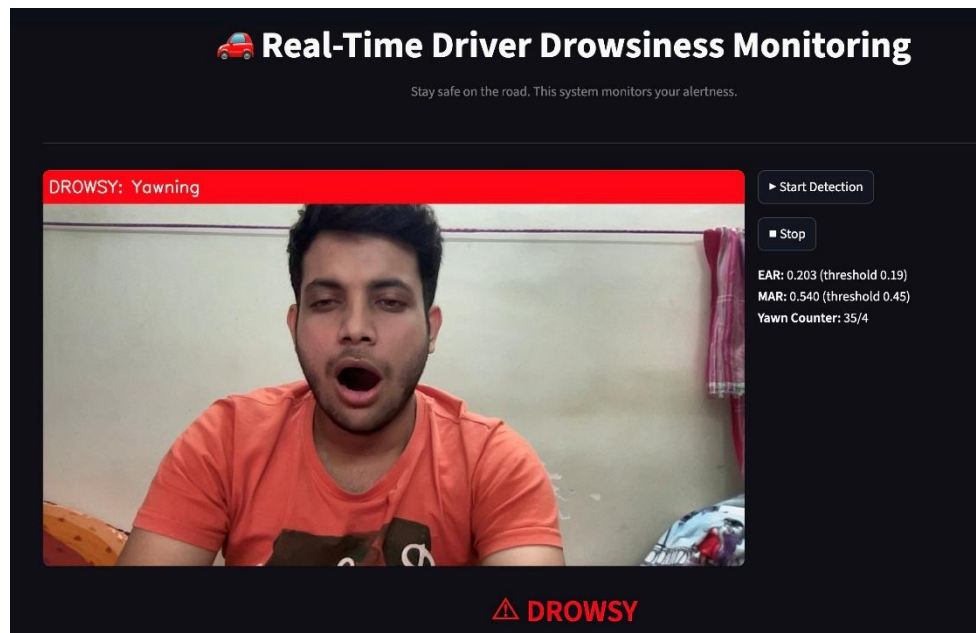 🚗 Real-Time Driver Drowsiness Monitoring
Stay safe on the road. This system monitors your alertness.
DROWSY: Yawning
▶ Start Detection
■ Stop
EAR: 0.203 (threshold 0.19)
MAR: 0.540 (threshold 0.45)
Yawn Counter: 35/4
⚠ DROWSY